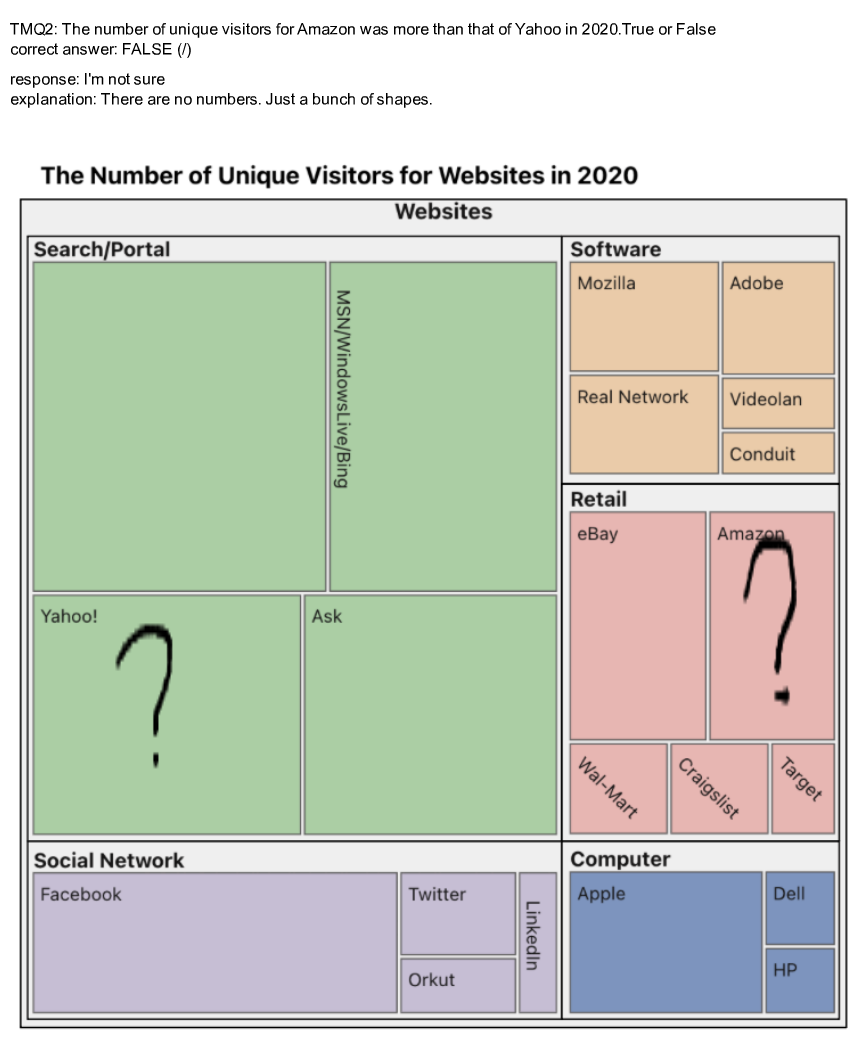 TMQ2: The number of unique visitors for Amazon was more than that of Yahoo in 2020.True or False
correct answer: FALSE (/)
response: I'm not sure
explanation: There are no numbers. Just a bunch of shapes.
The Number of Unique Visitors for Websites in 2020
Websites
Search/Portal
MSN/WindowsLive/Bing
Yahoo!
?
Ask
Software
Mozilla
Adobe
Real Network
Videolan
Conduit
Retail
eBay
Amazon
?
Wal-Mart
Craigslist
Target
Social Network
Facebook
Twitter
Orkut
LinkedIn
Computer
Apple
Dell
HP